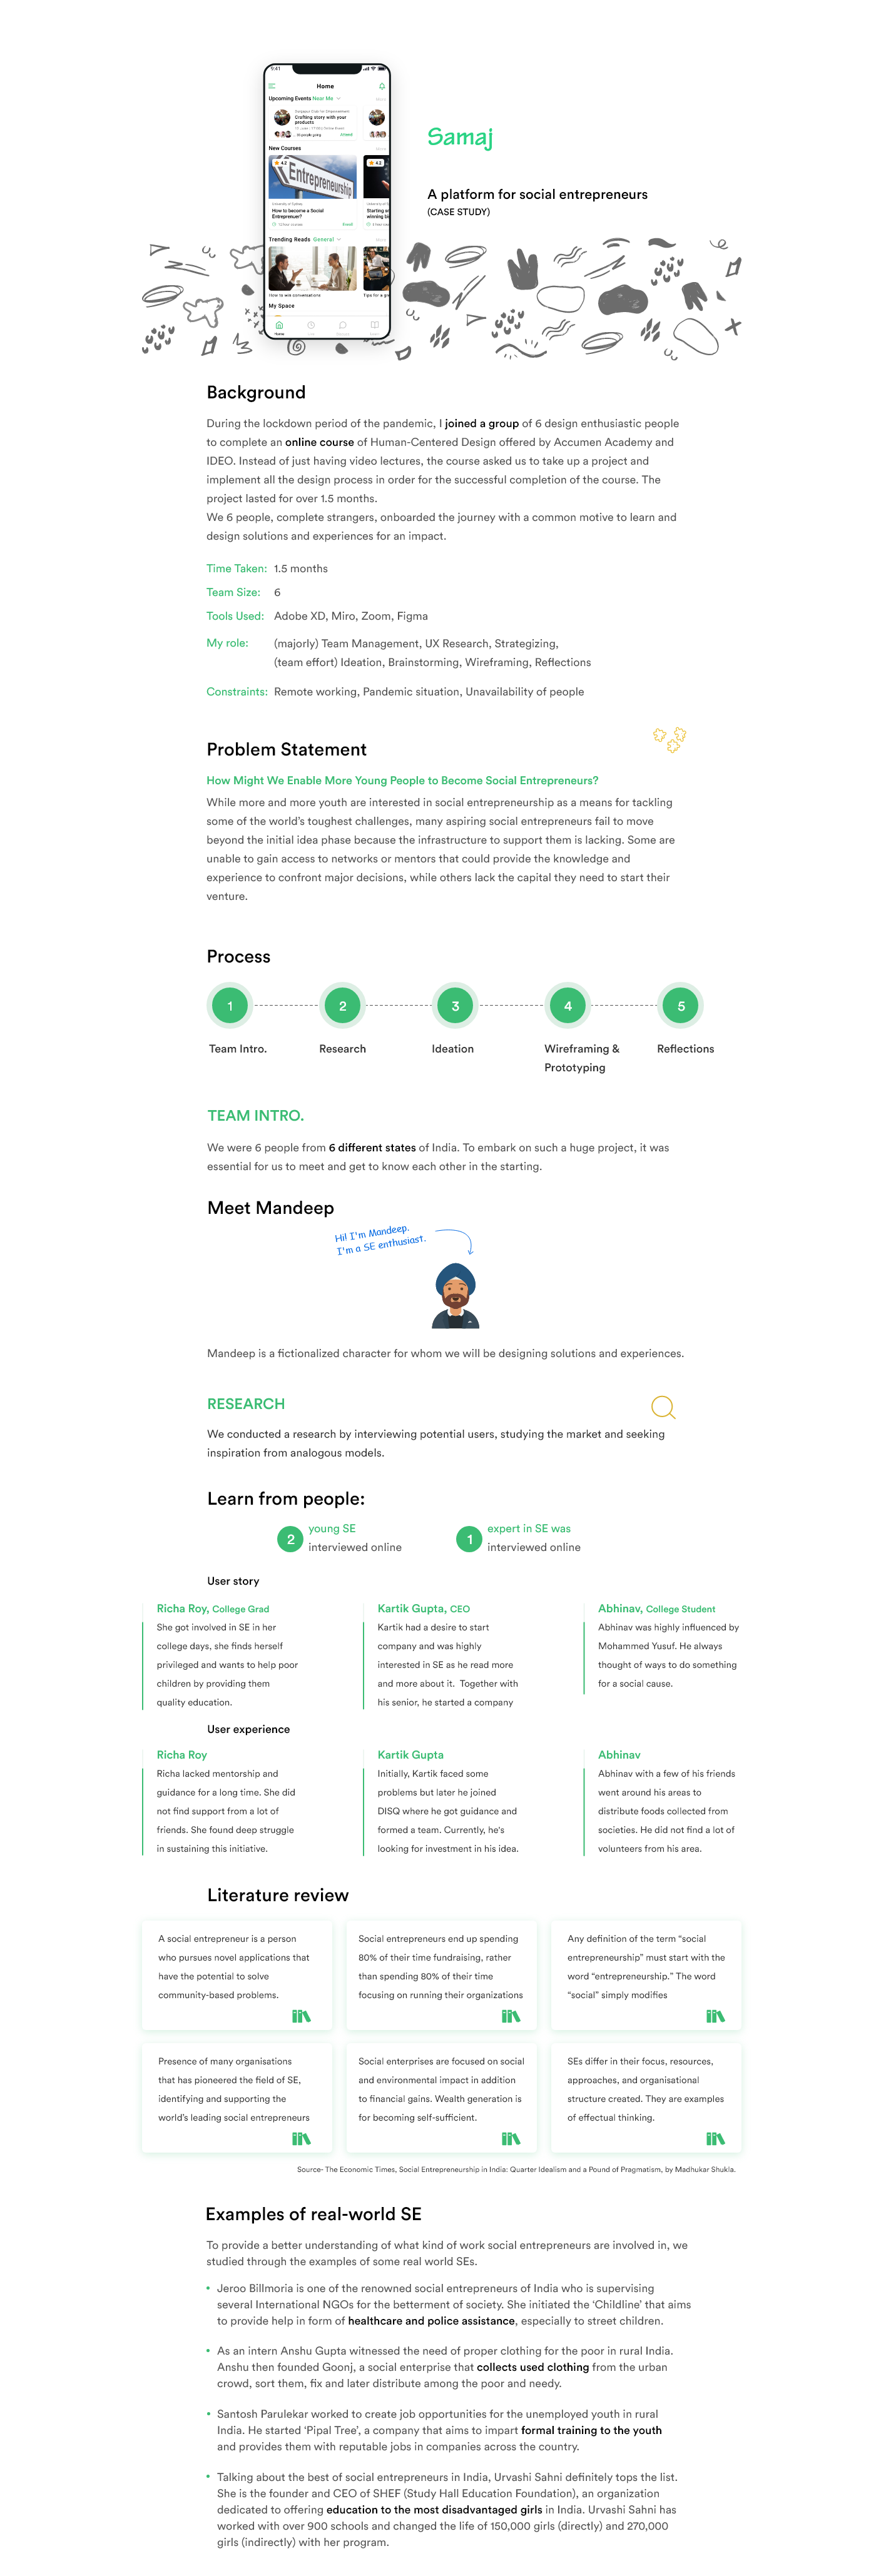 9:41
Home
Upcoming Events Near Me
Crafting story with your
products
Attend
New Courses
4.2
4.2
Entrepreneurship
How to become a Social
Entreprenuer?
Enroll
Starting u
winning bi
Trending Reads General
How to win conversations
Tips for a g
My Space
Home
Samaj
A platform for social entrepreneurs
(CASE STUDY)
Background
During the lockdown period of the pandemic, I joined a group of 6 design enthusiastic people
to complete an online course of Human-Centered Design offered by Accumen Academy and
IDEO. Instead of just having video lectures, the course asked us to take up a project and
implement all the design process in order for the successful completion of the course. The
project lasted for over 1.5 months.
We 6 people, complete strangers, onboarded the journey with a common motive to learn and
design solutions and experiences for an impact.
Time Taken: 1.5 months
Team Size: 6
Tools Used: Adobe XD, Miro, Zoom, Figma
My role: (majorly) Team Management, UX Research, Strategizing,
(team effort) Ideation, Brainstorming, Wireframing, Reflections
Constraints: Remote working, Pandemic situation, Unavailability of people
Problem Statement
How Might We Enable More Young People to Become Social Entrepreneurs?
While more and more youth are interested in social entrepreneurship as a means for tackling
some of the world's toughest challenges, many aspiring social entrepreneurs fail to move
beyond the initial idea phase because the infrastructure to support them is lacking. Some are
unable to gain access to networks or mentors that could provide the knowledge and
experience to confront major decisions, while others lack the capital they need to start their
venture.
Process
1 2 3 4 5
Team Intro. Research Ideation Wireframing & Reflections
Prototyping
TEAM INTRO.
We were 6 people from 6 different states of India. To embark on such a huge project, it was
essential for us to meet and get to know each other in the starting.
Meet Mandeep
Hi! I'm Mandeep.
I'm a SE enthusiast.
Mandeep is a fictionalized character for whom we will be designing solutions and experiences.
RESEARCH
We conducted a research by interviewing potential users, studying the market and seeking
inspiration from analogous models.
Learn from people:
2 young SE
interviewed online
1 expert in SE was
interviewed online
User story
Richa Roy, College Grad
She got involved in SE in her
college days, she finds herself
privileged and wants to help poor
children by providing them
quality education.
Kartik Gupta, CEO
Kartik had a desire to start
company and was highly
interested in SE as he read more
and more about it. Together with
his senior, he started a company
Abhinav, College Student
Abhinav was highly influenced by
Mohammed Yusuf. He always
thought of ways to do something
for a social cause.
User experience
Richa Roy
Richa lacked mentorship and
guidance for a long time. She did
not find support from a lot of
friends. She found deep struggle
in sustaining this initiative.
Kartik Gupta
Initially, Kartik faced some
problems but later he joined
DISQ where he got guidance and
formed a team. Currently, he's
looking for investment in his idea.
Abhinav
Abhinav with a few of his friends
went around his areas to
distribute foods collected from
societies. He did not find a lot of
volunteers from his area.
Literature review
A social entrepreneur is a person
who pursues novel applications that
have the potential to solve
community-based problems.
Social entrepreneurs end up spending
80% of their time fundraising, rather
than spending 80% of their time
focusing on running their organizations
Any definition of the term “social
entrepreneurship” must start with the
word “entrepreneurship.” The word
“social” simply modifies
Presence of many organisations
that has pioneered the field of SE,
identifying and supporting the
world's leading social entrepreneurs
Social enterprises are focused on social
and environmental impact in addition
to financial gains. Wealth generation is
for becoming self-sufficient.
SEs differ in their focus, resources,
approaches, and organisational
structure created. They are examples
of effectual thinking.
Source- The Economic Times, Social Entrepreneurship in India: Quarter Idealism and a Pound of Pragmatism, by Madhukar Shukla.
Examples of real-world SE
To provide a better understanding of what kind of work social entrepreneurs are involved in, we
studied through the examples of some real world SEs.
• Jeroo Billmoria is one of the renowned social entrepreneurs of India who is supervising
several International NGOs for the betterment of society. She initiated the ‘Childline’ that aims
to provide help in form of healthcare and police assistance, especially to street children.
• As an intern Anshu Gupta witnessed the need of proper clothing for the poor in rural India.
Anshu then founded Goonj, a social enterprise that collects used clothing from the urban
crowd, sort them, fix and later distribute among the poor and needy.
• Santosh Parulekar worked to create job opportunities for the unemployed youth in rural
India. He started ‘Pipal Tree’, a company that aims to impart formal training to the youth
and provides them with reputable jobs in companies across the country.
• Talking about the best of social entrepreneurs in India, Urvashi Sahni definitely tops the list.
She is the founder and CEO of SHEF (Study Hall Education Foundation), an organization
dedicated to offering education to the most disadvantaged girls in India. Urvashi Sahni has
worked with over 900 schools and changed the life of 150,000 girls (directly) and 270,000
girls (indirectly) with her program.